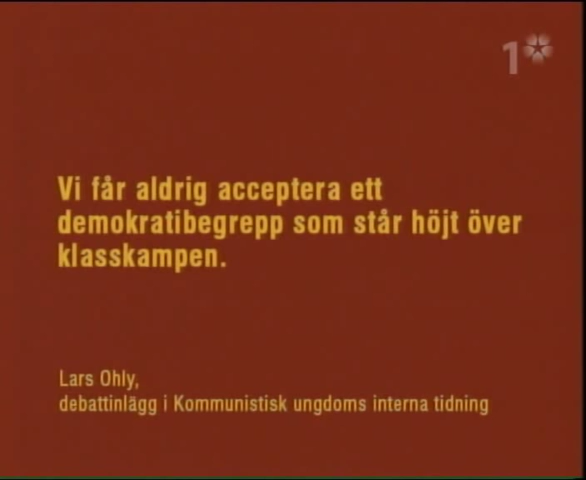 1*
Vi får aldrig acceptera ett
demokratibegrepp som står höjt över
klasskampen.
Lars Ohly,
debattinlägg i Kommunistisk ungdoms interna tidning